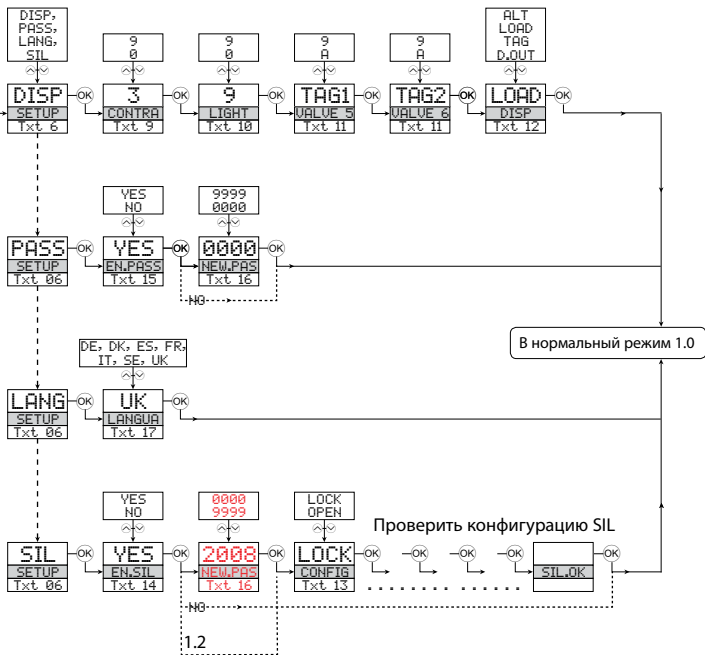 DISP,
PASS,
LANG,
SIL
9
0
9
0
9
A
9
A
ALT
LOAD
TAG
D.OUT
DISP OK 3 OK 9 OK TAG1 OK TAG2 OK LOAD OK
SETUP CONTRA LIGHT VALVE 5 VALVE 6 DISP
Txt 6 Txt 9 Txt 10 Txt 11 Txt 11 Txt 12
YES
NO
9999
0000
PASS OK YES OK 0000 OK
SETUP EN.PASS NEW.PAS
Txt 06 Txt 15 Txt 16
NO
В нормальный режим 1.0
DE, DK, ES, FR,
IT, SE, UK
LANG OK UK OK
SETUP LANGUA
Txt 06 Txt 17
YES
NO
0000
9999
LOCK
OPEN
Проверить конфигурацию SIL
SIL OK YES OK 2008 OK LOCK OK OK OK OK OK
SETUP EN.SIL NEW.PAS CONFIG SIL.OK
Txt 06 Txt 14 Txt 16 Txt 13
NO
1.2